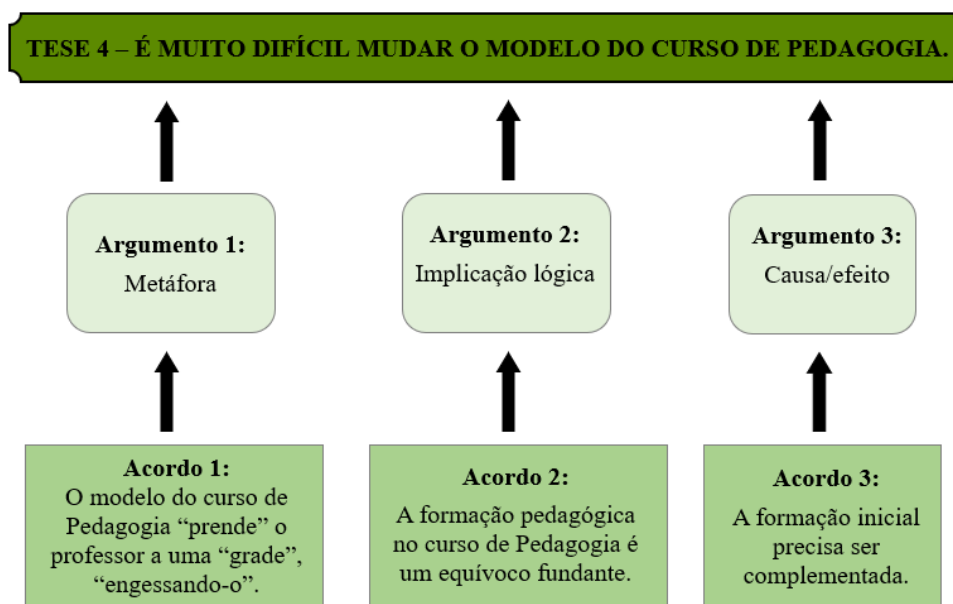 TESE 4 – É MUITO DIFÍCIL MUDAR O MODELO DO CURSO DE PEDAGOGIA.
Argumento 1:
Metáfora
Argumento 2:
Implicação lógica
Argumento 3:
Causa/efeito
Acordo 1:
O modelo do curso de
Pedagogia “prende” o
professor a uma “grade”,
“engessando-o”.
Acordo 2:
A formação pedagógica
no curso de Pedagogia é
um equívoco fundante.
Acordo 3:
A formação inicial
precisa ser
complementada.